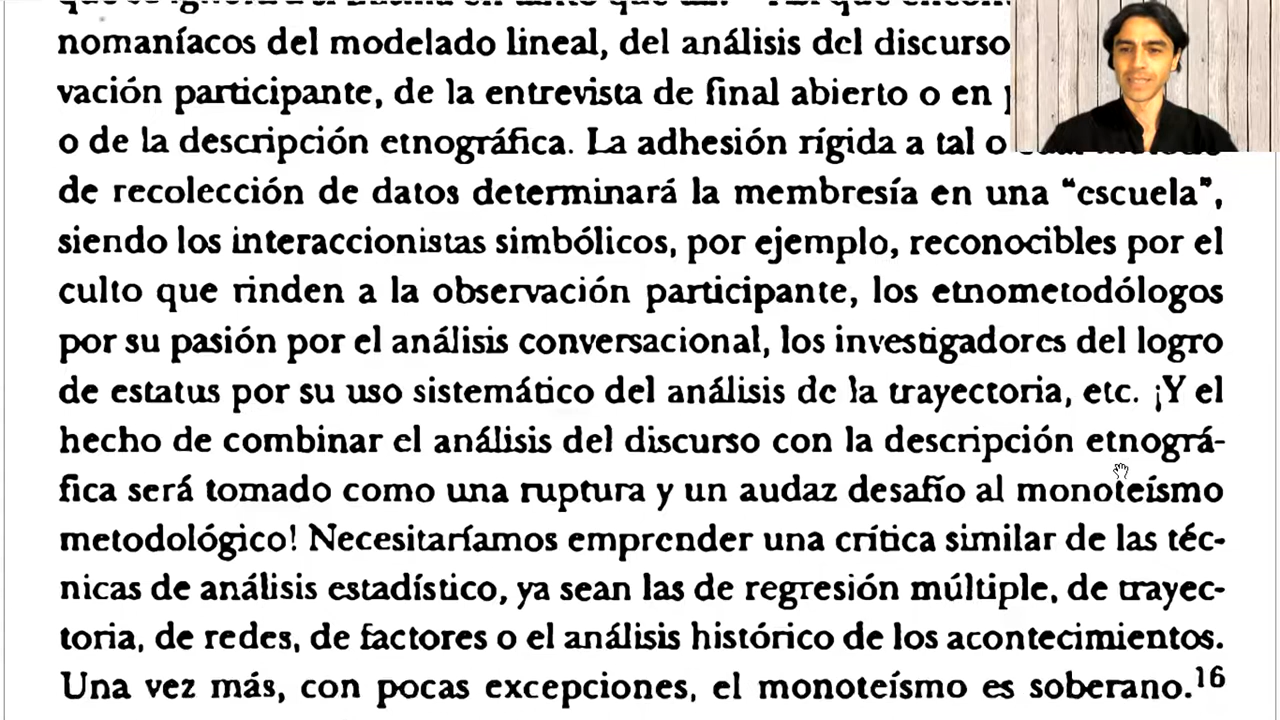 nomaníacos del modelado lineal, del análisis del discurso
vación participante, de la entrevista de final abierto o en
o de la descripción etnográfica. La adhesión rígida a tal o
de recolección de datos determinará la membresía en una “escuela”,
siendo los interaccionistas simbólicos, por ejemplo, reconocibles por el
culto que rinden a la observación participante, los etnometodólogos
por su pasión por el análisis conversacional, los investigadores del logro
de estatus por su uso sistemático del análisis de la trayectoria, etc. ¡Y el
hecho de combinar el análisis del discurso con la descripción etnográ-
fica será tomado como una ruptura y un audaz desafío al monoteísmo
metodológico! Necesitaríamos emprender una crítica similar de las téc-
nicas de análisis estadístico, ya sean las de regresión múltiple, de trayec-
toria, de redes, de factores o el análisis histórico de los acontecimientos.
Una vez más, con pocas excepciones, el monoteísmo es soberano.16